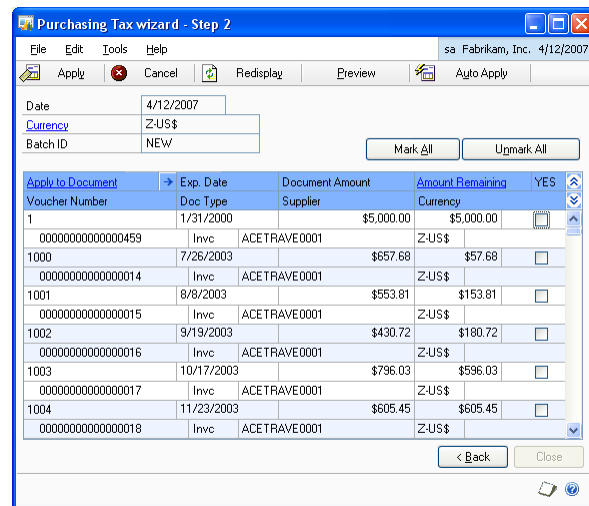 Purchasing Tax wizard - Step 2
File Edit Tools Help sa Fabrikam, Inc. 4/12/2007
Apply Cancel Redisplay Preview Auto Apply
Date 4/12/2007
Currency Z-US$
Batch ID NEW
Mark All Unmark All
Apply to Document Exp. Date Document Amount Amount Remaining YES
Voucher Number Doc Type Supplier Currency
1 1/31/2000 $5,000.00 $5,000.00
00000000000000459 Invc ACETRAVE0001 Z-US$
1000 7/26/2003 $657.68 $57.68
00000000000000014 Invc ACETRAVE0001 Z-US$
1001 8/8/2003 $553.81 $153.81
00000000000000015 Invc ACETRAVE0001 Z-US$
1002 9/19/2003 $430.72 $180.72
00000000000000016 Invc ACETRAVE0001 Z-US$
1003 10/17/2003 $796.03 $596.03
00000000000000017 Invc ACETRAVE0001 Z-US$
1004 11/23/2003 $605.45 $605.45
00000000000000018 Invc ACETRAVE0001 Z-US$
< Back Close